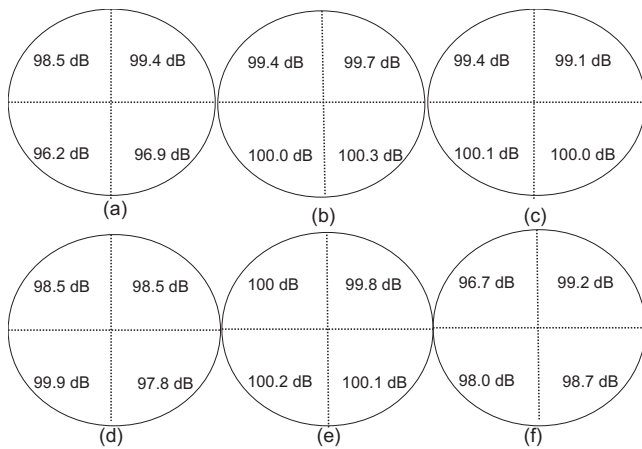 98.5 dB 99.4 dB 99.4 dB 99.7 dB 99.4 dB 99.1 dB
96.2 dB 96.9 dB 100.0 dB 100.3 dB 100.1 dB 100.0 dB
(a) (b) (c)
98.5 dB 98.5 dB 100 dB 99.8 dB 96.7 dB 99.2 dB
99.9 dB 97.8 dB 100.2 dB 100.1 dB 98.0 dB 98.7 dB
(d) (e) (f)